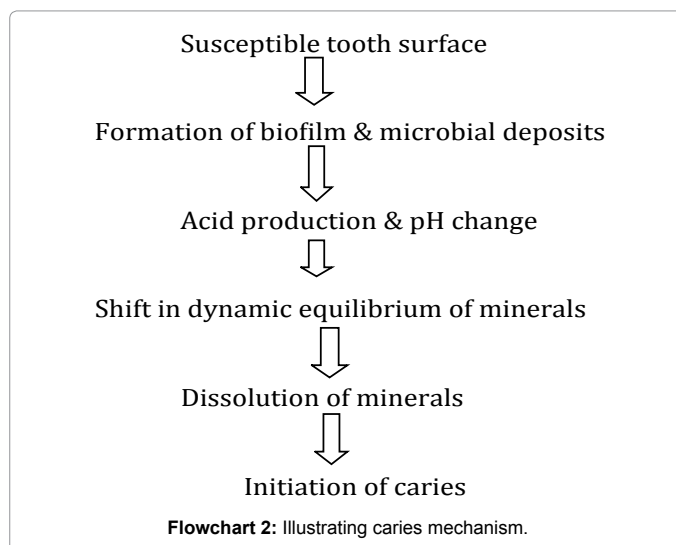 Susceptible tooth surface
Formation of biofilm & microbial deposits
Acid production & pH change
Shift in dynamic equilibrium of minerals
Dissolution of minerals
Initiation of caries
Flowchart 2: Illustrating caries mechanism.